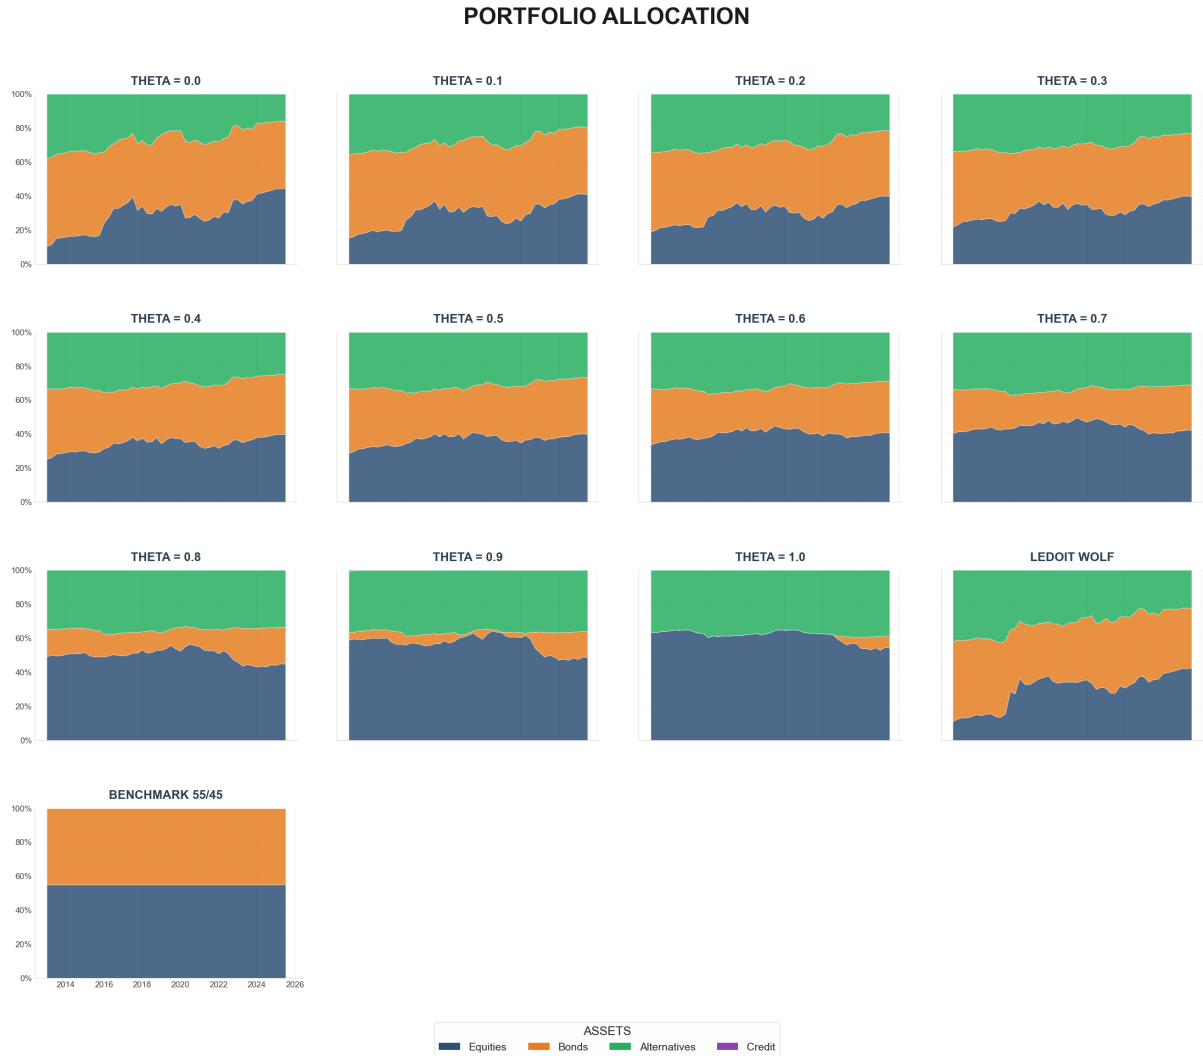 PORTFOLIO ALLOCATION
THETA = 0.0
THETA = 0.1
THETA = 0.2
THETA = 0.3
100%
80%
60%
40%
20%
0%
THETA = 0.4
THETA = 0.5
THETA = 0.6
THETA = 0.7
100%
80%
60%
40%
20%
0%
THETA = 0.8
THETA = 0.9
THETA = 1.0
LEDOIT WOLF
100%
80%
60%
40%
20%
0%
BENCHMARK 55/45
100%
80%
60%
40%
20%
0%
2014 2016 2018 2020 2022 2024 2026
ASSETS
Equities Bonds Alternatives Credit